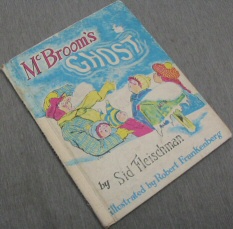 McBroom's
GHOST
by Sid Fleischman
illustrated by Robert Frankenberg